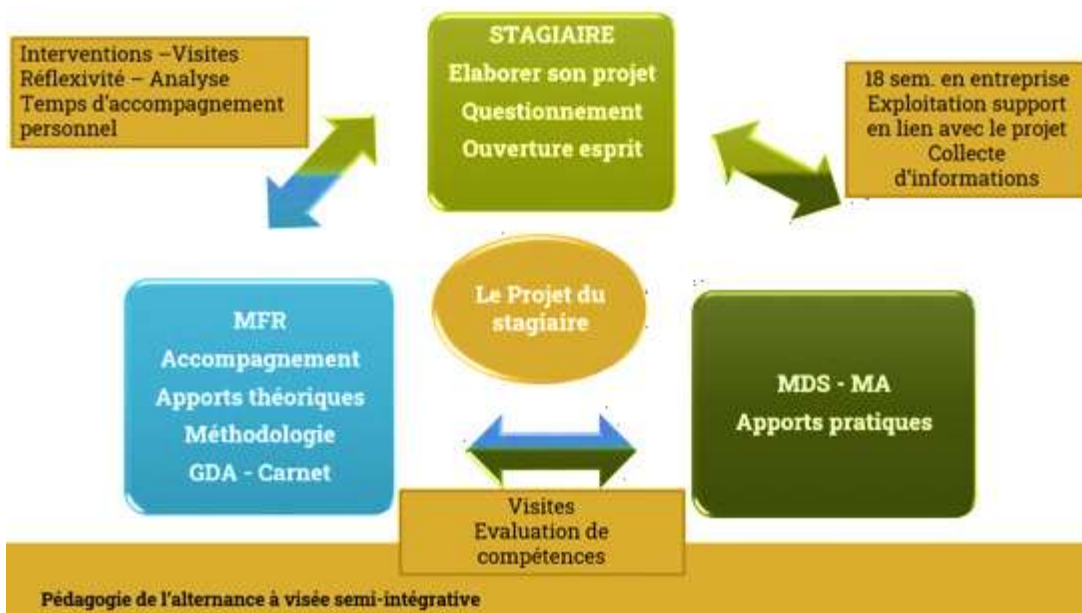 Interventions –Visites
Réflexivité – Analyse
Temps d'accompagnement
personnel
STAGIAIRE
Elaborer son projet
Questionnement
Ouverture esprit
18 sem. en entreprise
Exploitation support
en lien avec le projet
Collecte
d'informations
Le Projet du
stagiaire
MFR
Accompagnement
Apports théoriques
Méthodologie
GDA - Carnet
MDS - MA
Apports pratiques
Visites
Evaluation de
compétences
Pédagogie de l'alternance à visée semi-intégrative